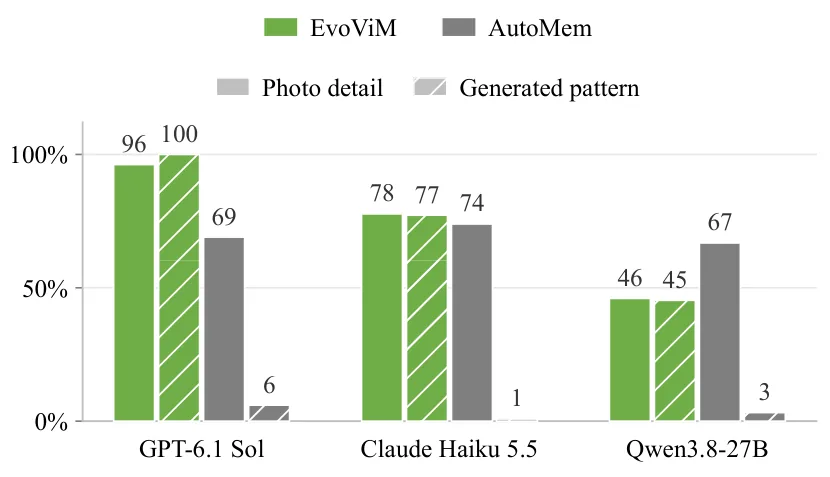 EvoViM AutoMem
Photo detail Generated pattern
100%
50%
0%
96 100 69 6
78 77 74 1
46 45 67 3
GPT-6.1 Sol Claude Haiku 5.5 Qwen3.8-27B